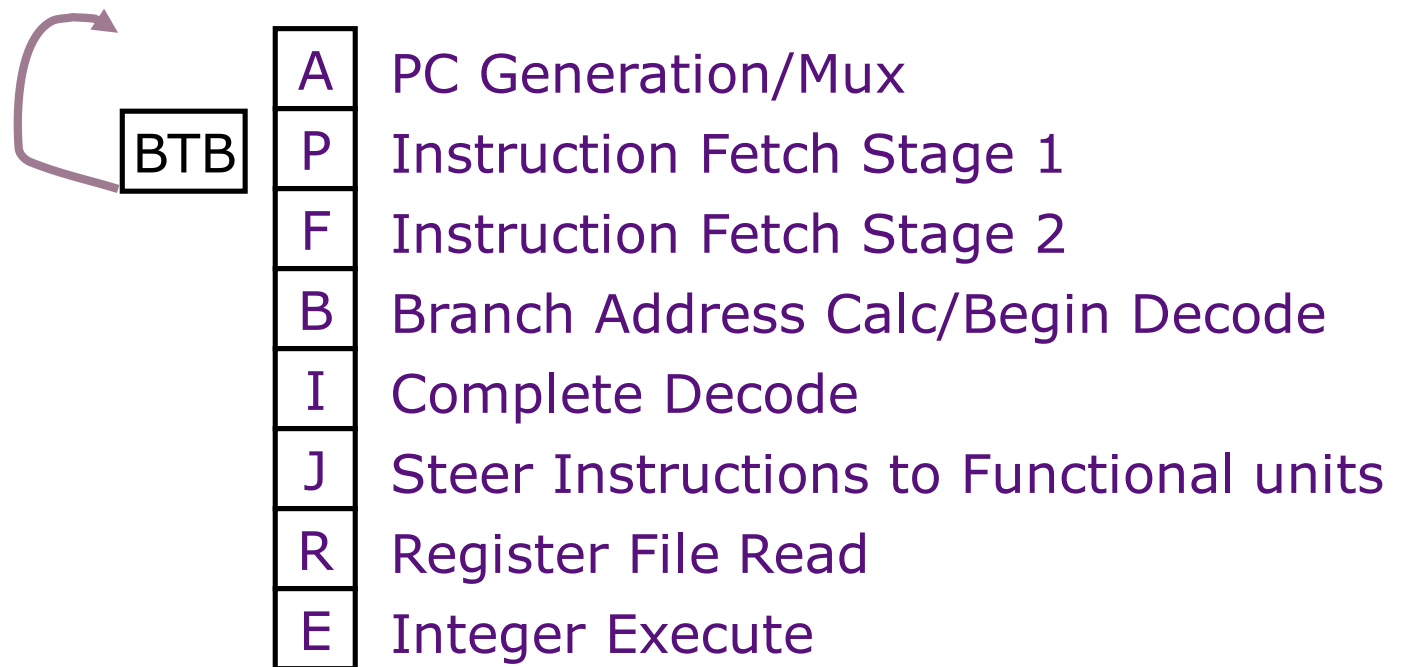 A PC Generation/Mux
BTB P Instruction Fetch Stage 1
F Instruction Fetch Stage 2
B Branch Address Calc/Begin Decode
I Complete Decode
J Steer Instructions to Functional units
R Register File Read
E Integer Execute